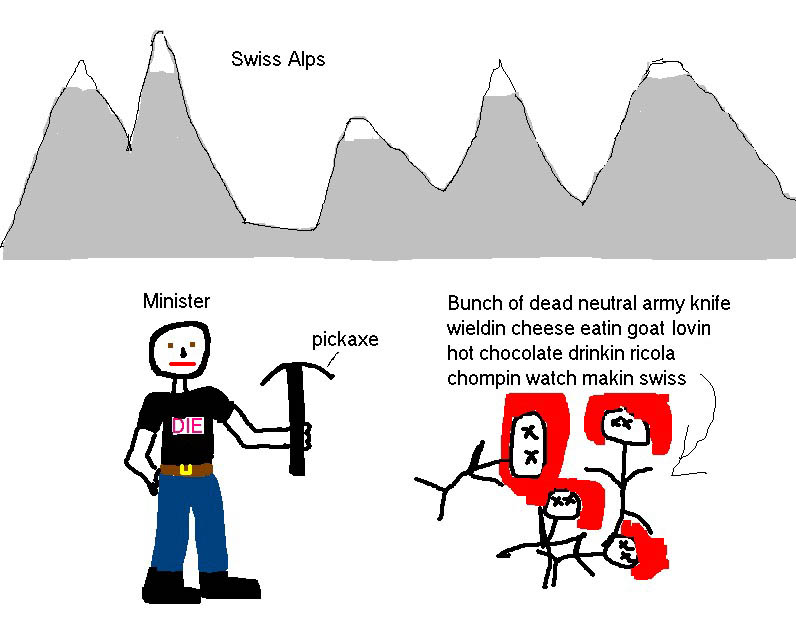 Swiss Alps
Minister
pickaxe
DIE
Bunch of dead neutral army knife
wieldin cheese eatin goat lovin
hot chocolate drinkin ricola
chompin watch makin swiss